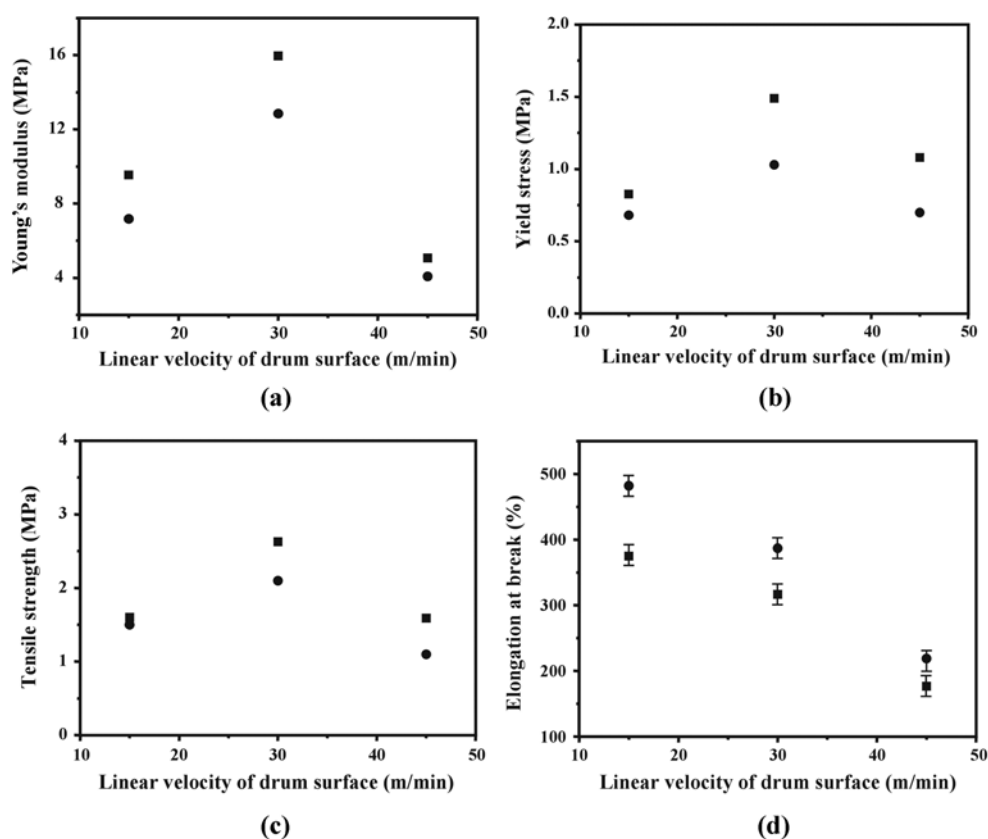 Young's modulus (MPa)
16
12
8
4
10 20 30 40 50
Linear velocity of drum surface (m/min)
(a)
Yield stress (MPa)
2.0
1.5
1.0
0.5
0.0
10 20 30 40 50
Linear velocity of drum surface (m/min)
(b)
Tensile strength (MPa)
4
3
2
1
0
10 20 30 40 50
Linear velocity of drum surface (m/min)
(c)
Elongation at break (%)
500
400
300
200
100
10 20 30 40 50
Linear velocity of drum surface (m/min)
(d)